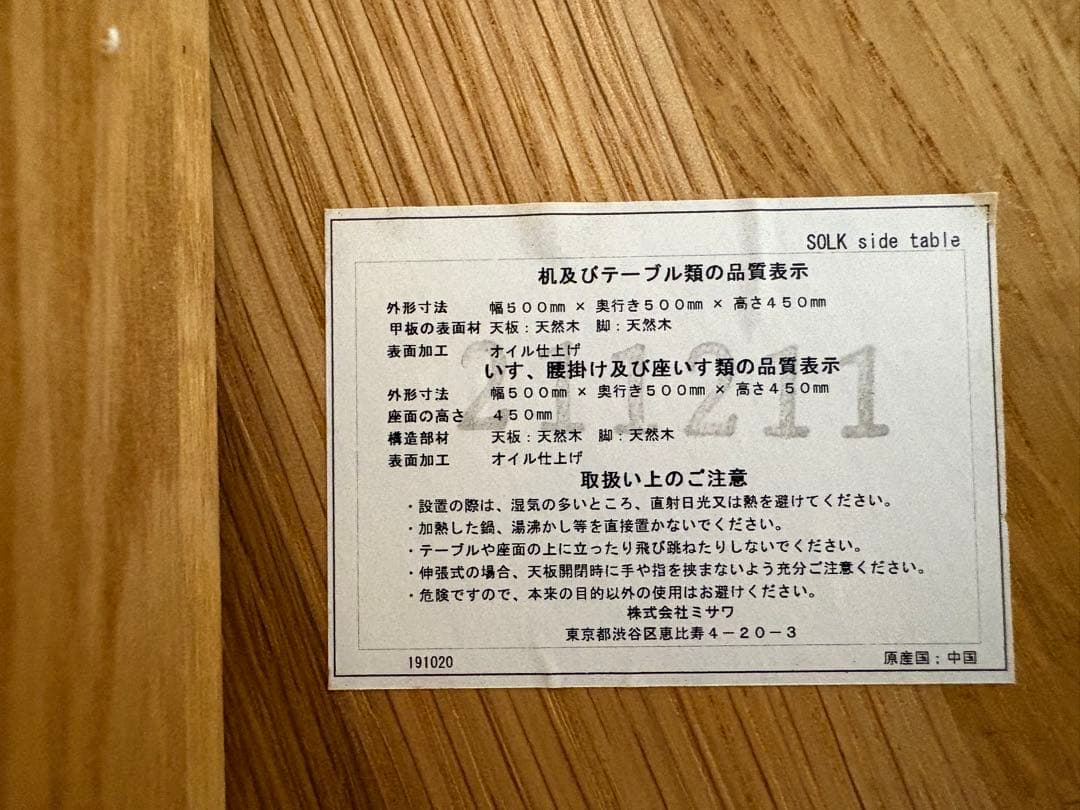 SOLK side table
机及びテーブル類の品質表示
外形寸法 幅500㎜ × 奥行き500㎜ × 高さ450㎜
甲板の表面材 天板：天然木 脚：天然木
表面加工 オイル仕上げ
いす、腰掛け及び座いす類の品質表示
外形寸法 幅500㎜ × 奥行き500㎜ × 高さ450㎜
座面の高さ 450㎜
構造部材 天板：天然木 脚：天然木
表面加工 オイル仕上げ
211211
取扱い上のご注意
・設置の際は、湿気の多いところ、直射日光又は熱を避けてください。
・加熱した鍋、湯沸かし等を直接置かないでください。
・テーブルや座面の上に立ったり飛び跳ねたりしないでください。
・伸張式の場合、天板開閉時に手や指を挟まないよう充分ご注意ください。
・危険ですので、本来の目的以外の使用はお避けください。
株式会社ミサワ
東京都渋谷区恵比寿4－20－3
191020 原産国：中国